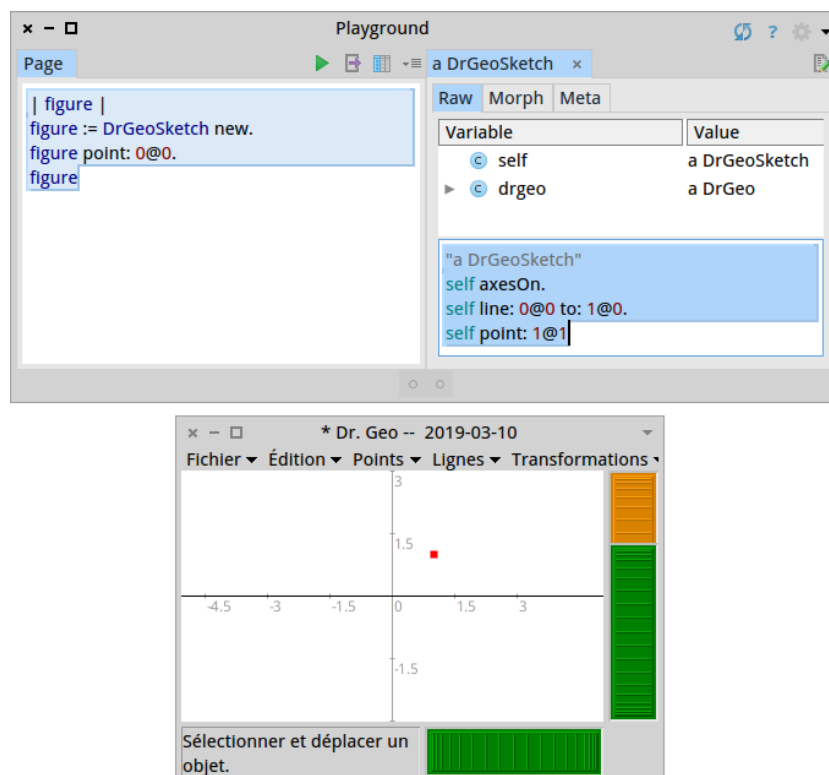 Playground
?
Page
a DrGeoSketch ×
| figure |
figure := DrGeoSketch new.
figure point: 0@0.
figure
Raw Morph Meta
Variable Value
c self a DrGeoSketch
c drgeo a DrGeo
"a DrGeoSketch"
self axesOn.
self line: 0@0 to: 1@0.
self point: 1@1
* Dr. Geo -- 2019-03-10
Fichier Édition Points Lignes Transformations
3
1.5
-4.5 -3 -1.5 0 1.5 3
-1.5
Sélectionner et déplacer un
objet.